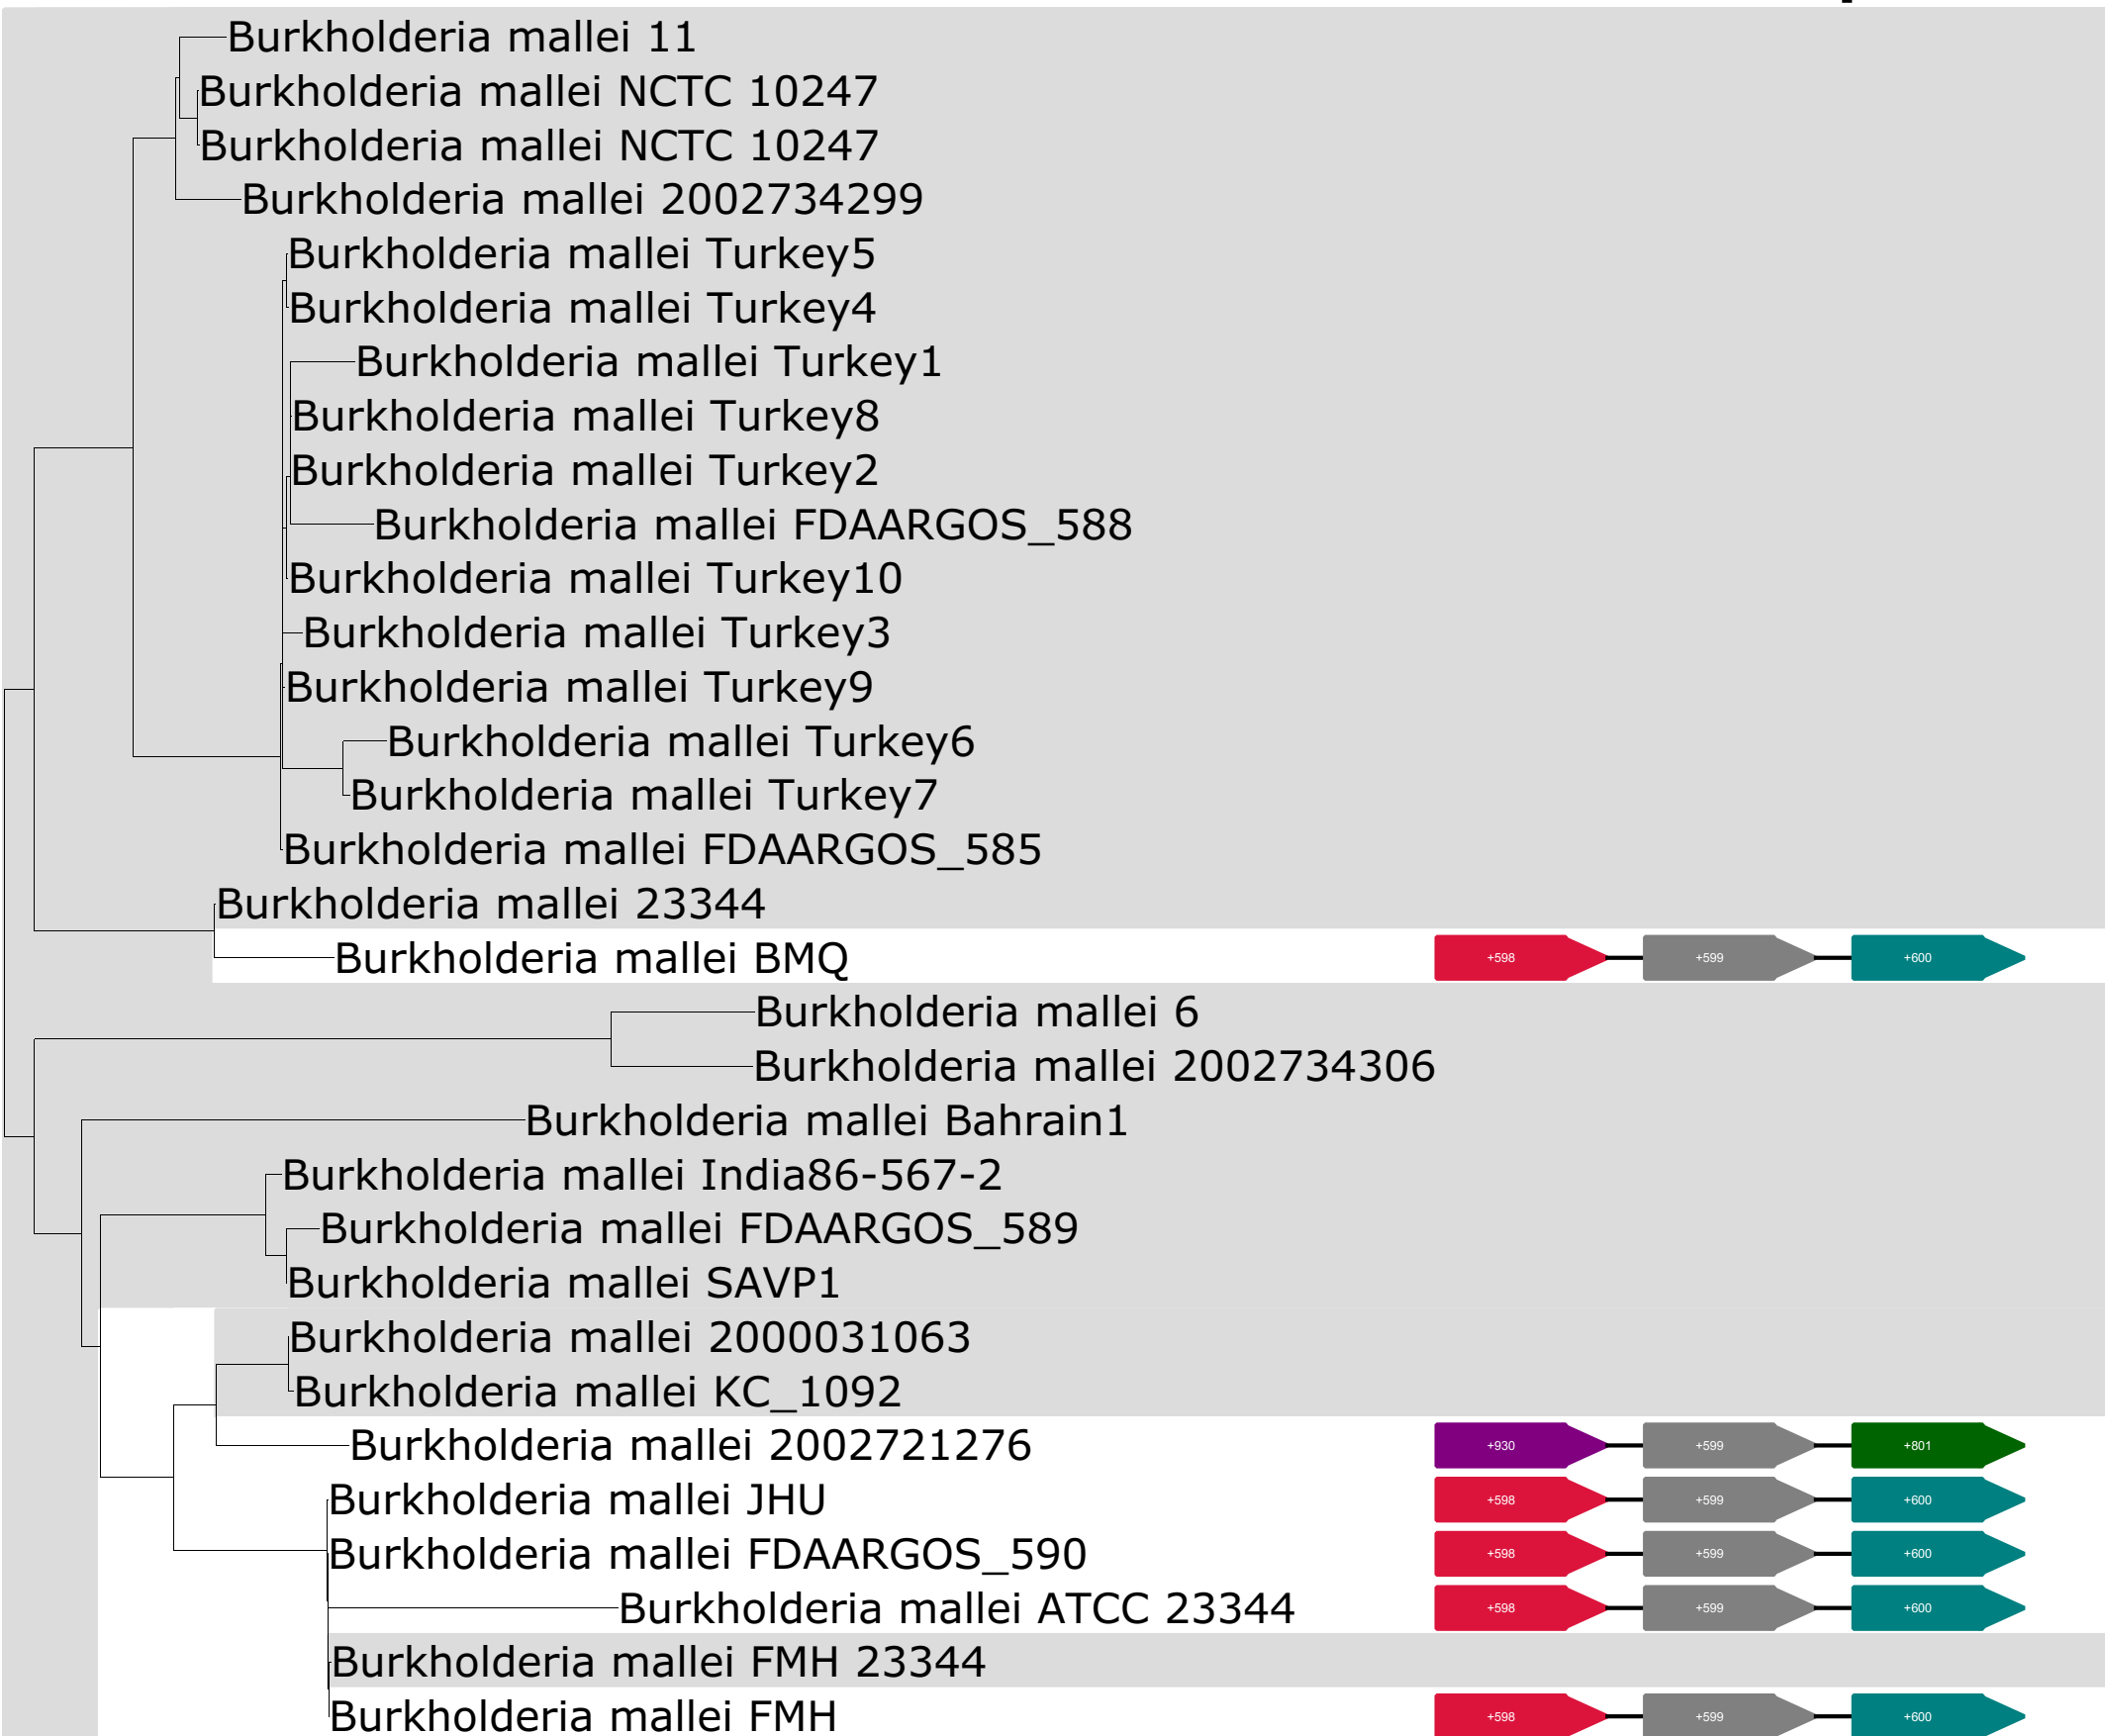 Burkholderia mallei 11
Burkholderia mallei NCTC 10247
Burkholderia mallei NCTC 10247
Burkholderia mallei 2002734299
Burkholderia mallei Turkey5
Burkholderia mallei Turkey4
Burkholderia mallei Turkey1
Burkholderia mallei Turkey8
Burkholderia mallei Turkey2
Burkholderia mallei FDAARGOS_588
Burkholderia mallei Turkey10
Burkholderia mallei Turkey3
Burkholderia mallei Turkey9
Burkholderia mallei Turkey6
Burkholderia mallei Turkey7
Burkholderia mallei FDAARGOS_585
Burkholderia mallei 23344
Burkholderia mallei BMQ +598 +599 +600
Burkholderia mallei 6
Burkholderia mallei 2002734306
Burkholderia mallei Bahrain1
Burkholderia mallei India86-567-2
Burkholderia mallei FDAARGOS_589
Burkholderia mallei SAVP1
Burkholderia mallei 2000031063
Burkholderia mallei KC_1092
Burkholderia mallei 2002721276 +930 +599 +801
Burkholderia mallei JHU +598 +599 +600
Burkholderia mallei FDAARGOS_590 +598 +599 +600
Burkholderia mallei ATCC 23344 +598 +599 +600
Burkholderia mallei FMH 23344
Burkholderia mallei FMH +598 +599 +600